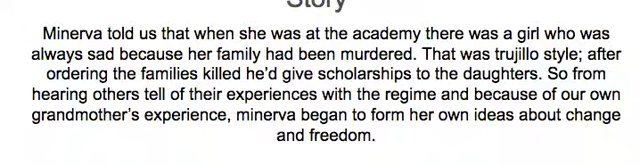 Story
Minerva told us that when she was at the academy there was a girl who was
always sad because her family had been murdered. That was trujillo style; after
ordering the families killed he'd give scholarships to the daughters. So from
hearing others tell of their experiences with the regime and because of our own
grandmother's experience, minerva began to form her own ideas about change
and freedom.